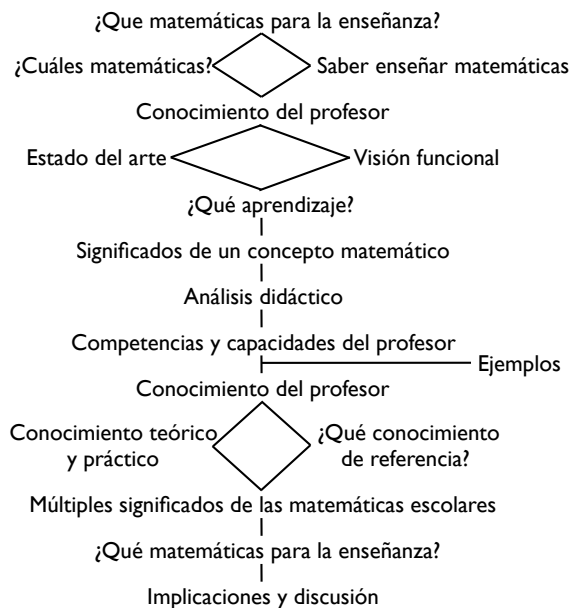 ¿Que matemáticas para la enseñanza?
¿Cuáles matemáticas?
Saber enseñar matemáticas
Conocimiento del profesor
Estado del arte
Visión funcional
¿Qué aprendizaje?
Significados de un concepto matemático
Análisis didáctico
Competencias y capacidades del profesor
Ejemplos
Conocimiento del profesor
Conocimiento teórico
y práctico
¿Qué conocimiento
de referencia?
Múltiples significados de las matemáticas escolares
¿Qué matemáticas para la enseñanza?
Implicaciones y discusión